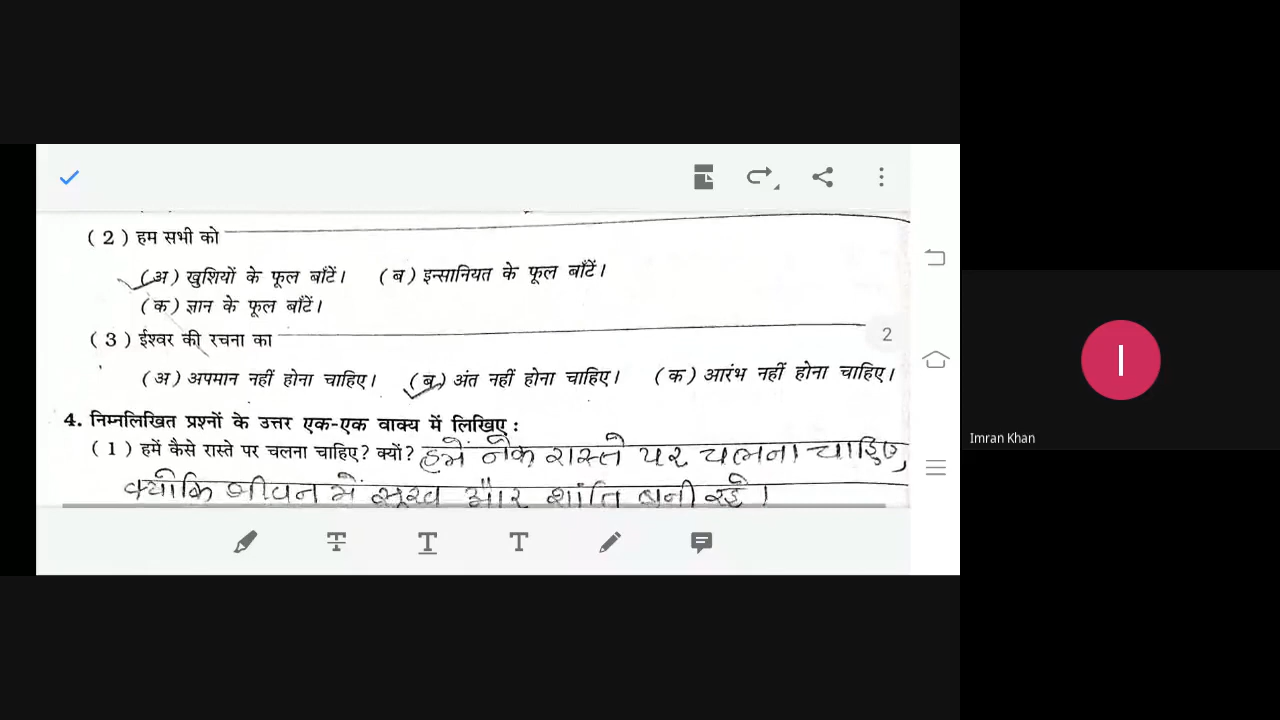 ( 2 ) हम सभी को
(अ) खुशियों के फूल बाँटें। (ब) इन्सानियत के फूल बाँटें।
(क) ज्ञान के फूल बाँटें।
( 3 ) ईश्वर की रचना का
2
(अ) अपमान नहीं होना चाहिए। (ब) अंत नहीं होना चाहिए। (क) आरंभ नहीं होना चाहिए।
4. निम्नलिखित प्रश्नों के उत्तर एक-एक वाक्य में लिखिए :
( 1 ) हमें कैसे रास्ते पर चलना चाहिए? क्यों? हमें नेक रास्ते पर चलना चाहिए,
क्योकि जीवन में सूख और शांति बनी रहे।
T T T
I
Imran Khan